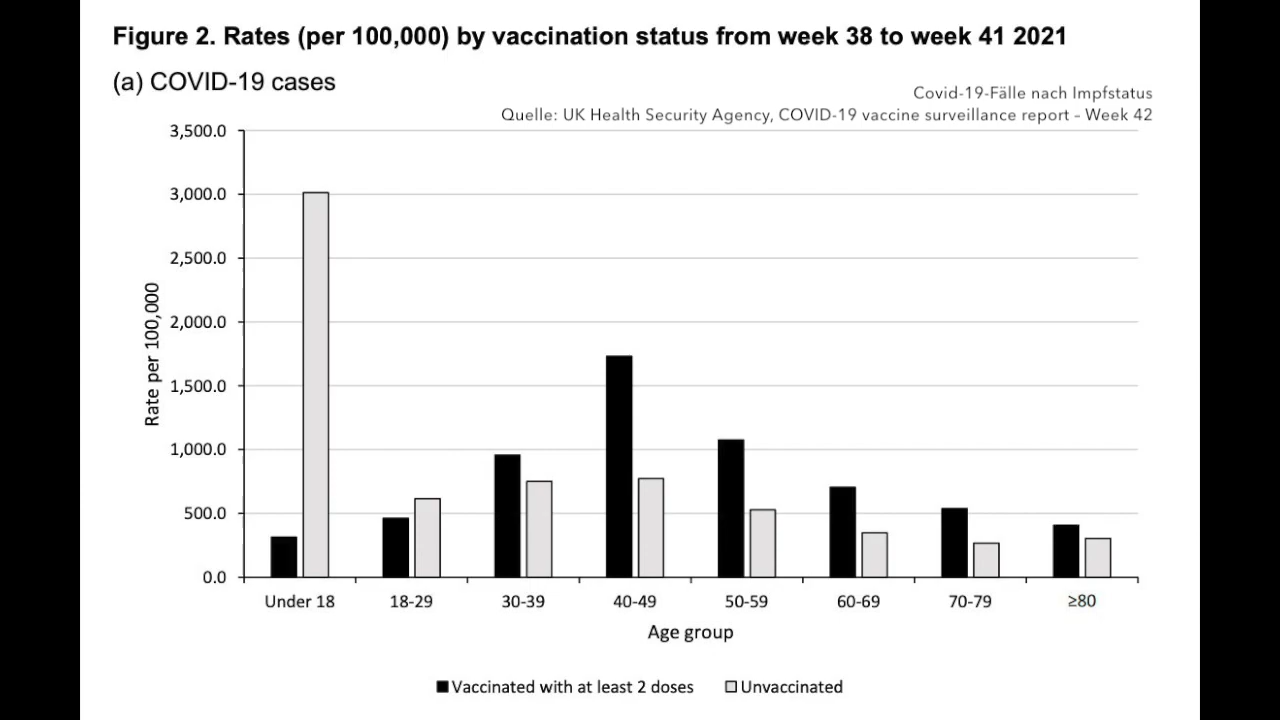 Figure 2. Rates (per 100,000) by vaccination status from week 38 to week 41 2021
(a) COVID-19 cases
Covid-19-Fälle nach Impfstatus
Quelle: UK Health Security Agency, COVID-19 vaccine surveillance report – Week 42
3,500.0
3,000.0
2,500.0
2,000.0
1,500.0
1,000.0
500.0
0.0
Rate per 100,000
Under 18 18-29 30-39 40-49 50-59 60-69 70-79 ≥80
Age group
Vaccinated with at least 2 doses Unvaccinated